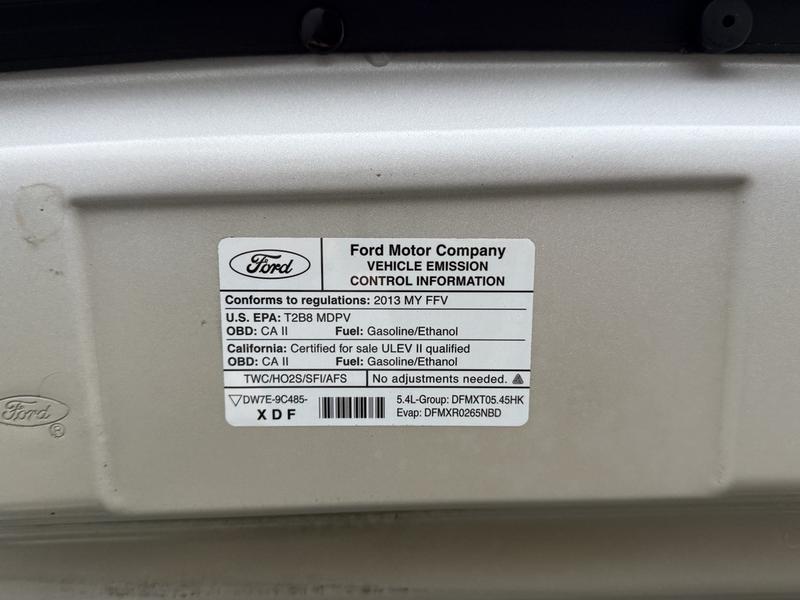 Ford
Ford Motor Company
VEHICLE EMISSION
CONTROL INFORMATION
Conforms to regulations: 2013 MY FFV
U.S. EPA: T2B8 MDPV
OBD: CA II Fuel: Gasoline/Ethanol
California: Certified for sale ULEV II qualified
OBD: CA II Fuel: Gasoline/Ethanol
TWC/HO2S/SFI/AFS No adjustments needed.
DW7E-9C485- 5.4L-Group: DFMXT05.45HK
XDF Evap: DFMXR0265NBD
Ford ®